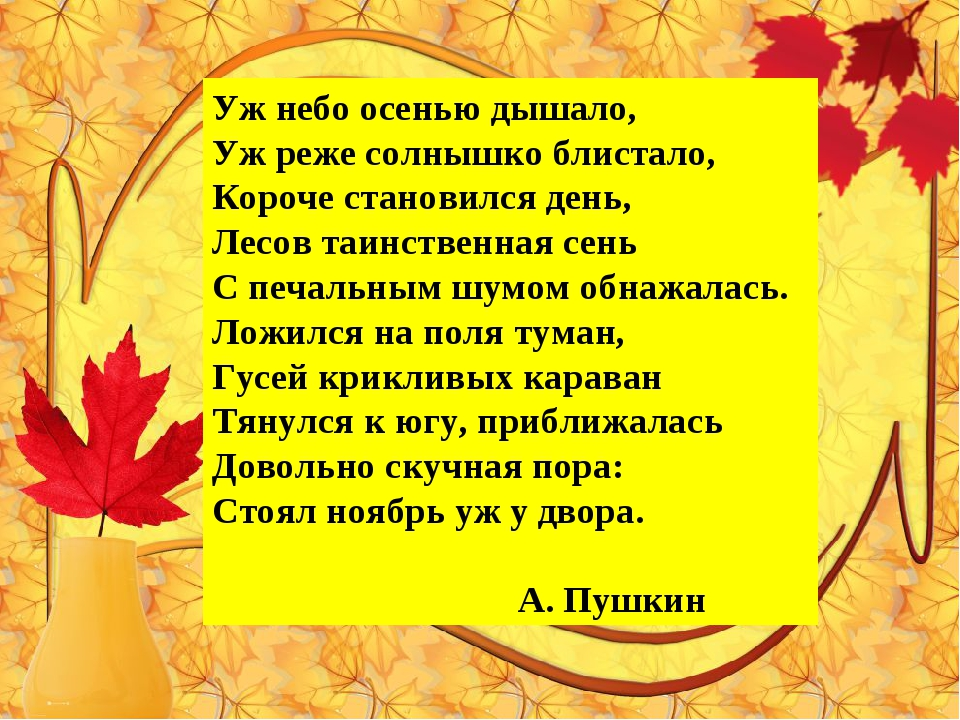 Уж небо осенью дышало,
Уж реже солнышко блистало,
Короче становился день,
Лесов таинственная сень
С печальным шумом обнажалась.
Ложился на поля туман,
Гусей крикливых караван
Тянулся к югу, приближалась
Довольно скучная пора:
Стоял ноябрь уж у двора.
А. Пушкин